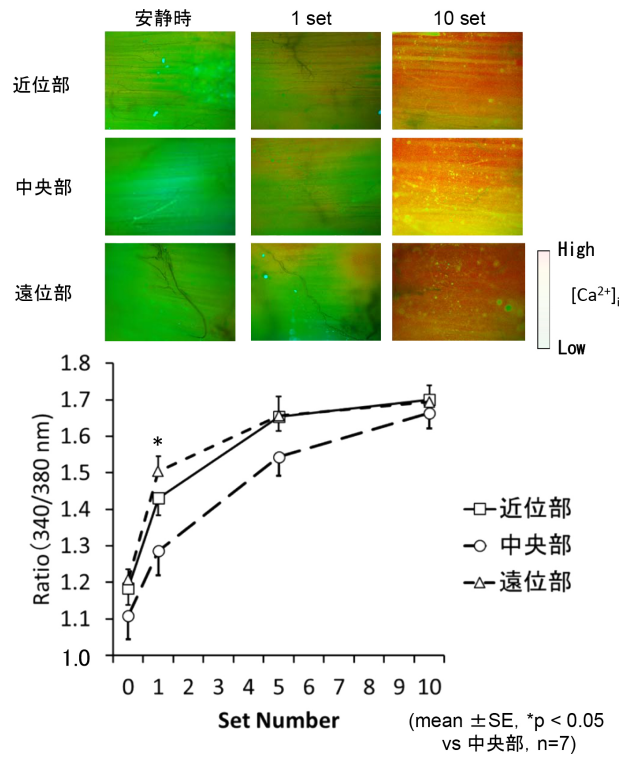 安静時 1 set 10 set
近位部
中央部
遠位部
High
[Ca²⁺]i
Low
1.8
1.7
1.6
1.5
1.4
1.3
1.2
1.1
1.0
Ratio(340/380 nm)
*
近位部
中央部
遠位部
0 1 2 3 4 5 6 7 8 9 10
Set Number
(mean ±SE, *p < 0.05
vs 中央部, n=7)